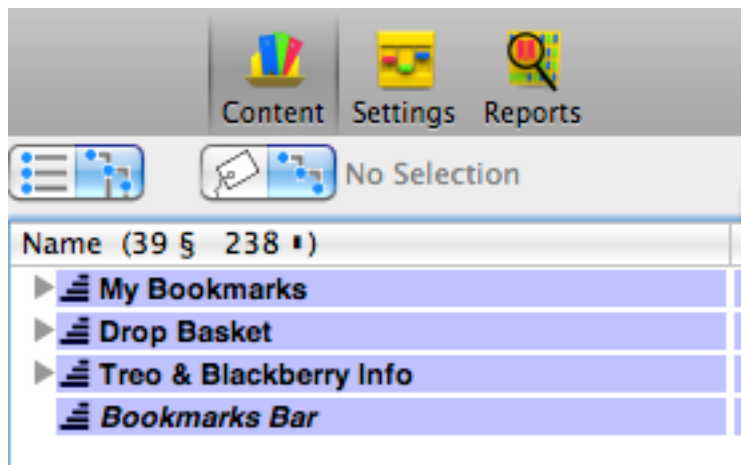 Content Settings Reports
No Selection
Name (39 § 238 ▮)
My Bookmarks
Drop Basket
Treo & Blackberry Info
Bookmarks Bar